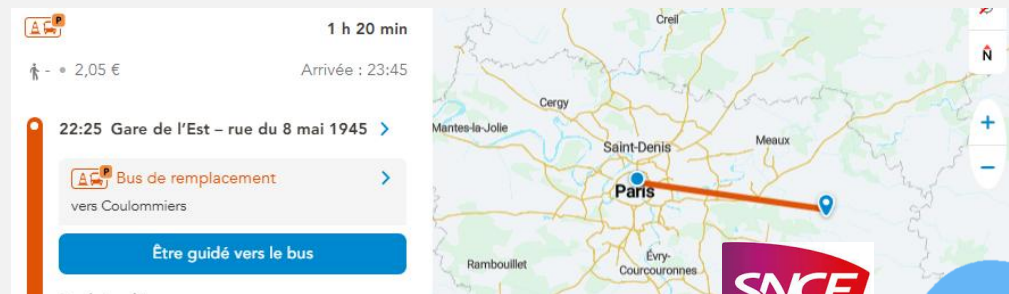 P
1 h 20 min
- • 2,05 €
Arrivée : 23:45
22:25 Gare de l'Est – rue du 8 mai 1945
P
Bus de remplacement
vers Coulommiers
Être guidé vers le bus
Creil
N
Cergy
Mantes-la-Jolie
Saint-Denis
Meaux
+
Paris
−
Rambouillet
Évry-
Courcouronnes
SNCF